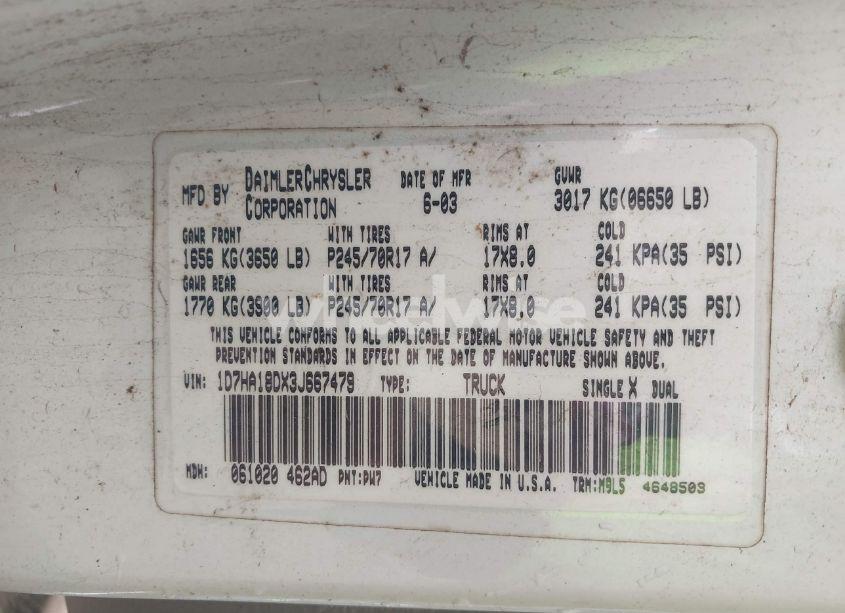 MFD BY DAIMLERCHRYSLER CORPORATION DATE OF MFR 6-03 GVWR 3017 KG(06650 LB)
GAWR FRONT WITH TIRES RIMS AT COLD
1656 KG(3650 LB) P245/70R17 A/ 17X8.0 241 KPA(35 PSI)
GAWR REAR WITH TIRES RIMS AT COLD
1770 KG(3900 LB) P245/70R17 A/ 17X8.0 241 KPA(35 PSI)
THIS VEHICLE CONFORMS TO ALL APPLICABLE FEDERAL MOTOR VEHICLE SAFETY AND THEFT
PREVENTION STANDARDS IN EFFECT ON THE DATE OF MANUFACTURE SHOWN ABOVE.
VIN: 1D7HA18DX3J667479 TYPE: TRUCK SINGLE X DUAL
MDH: 061020 462AD PNT:PW7 VEHICLE MADE IN U.S.A. TRM:M9L5 4648503